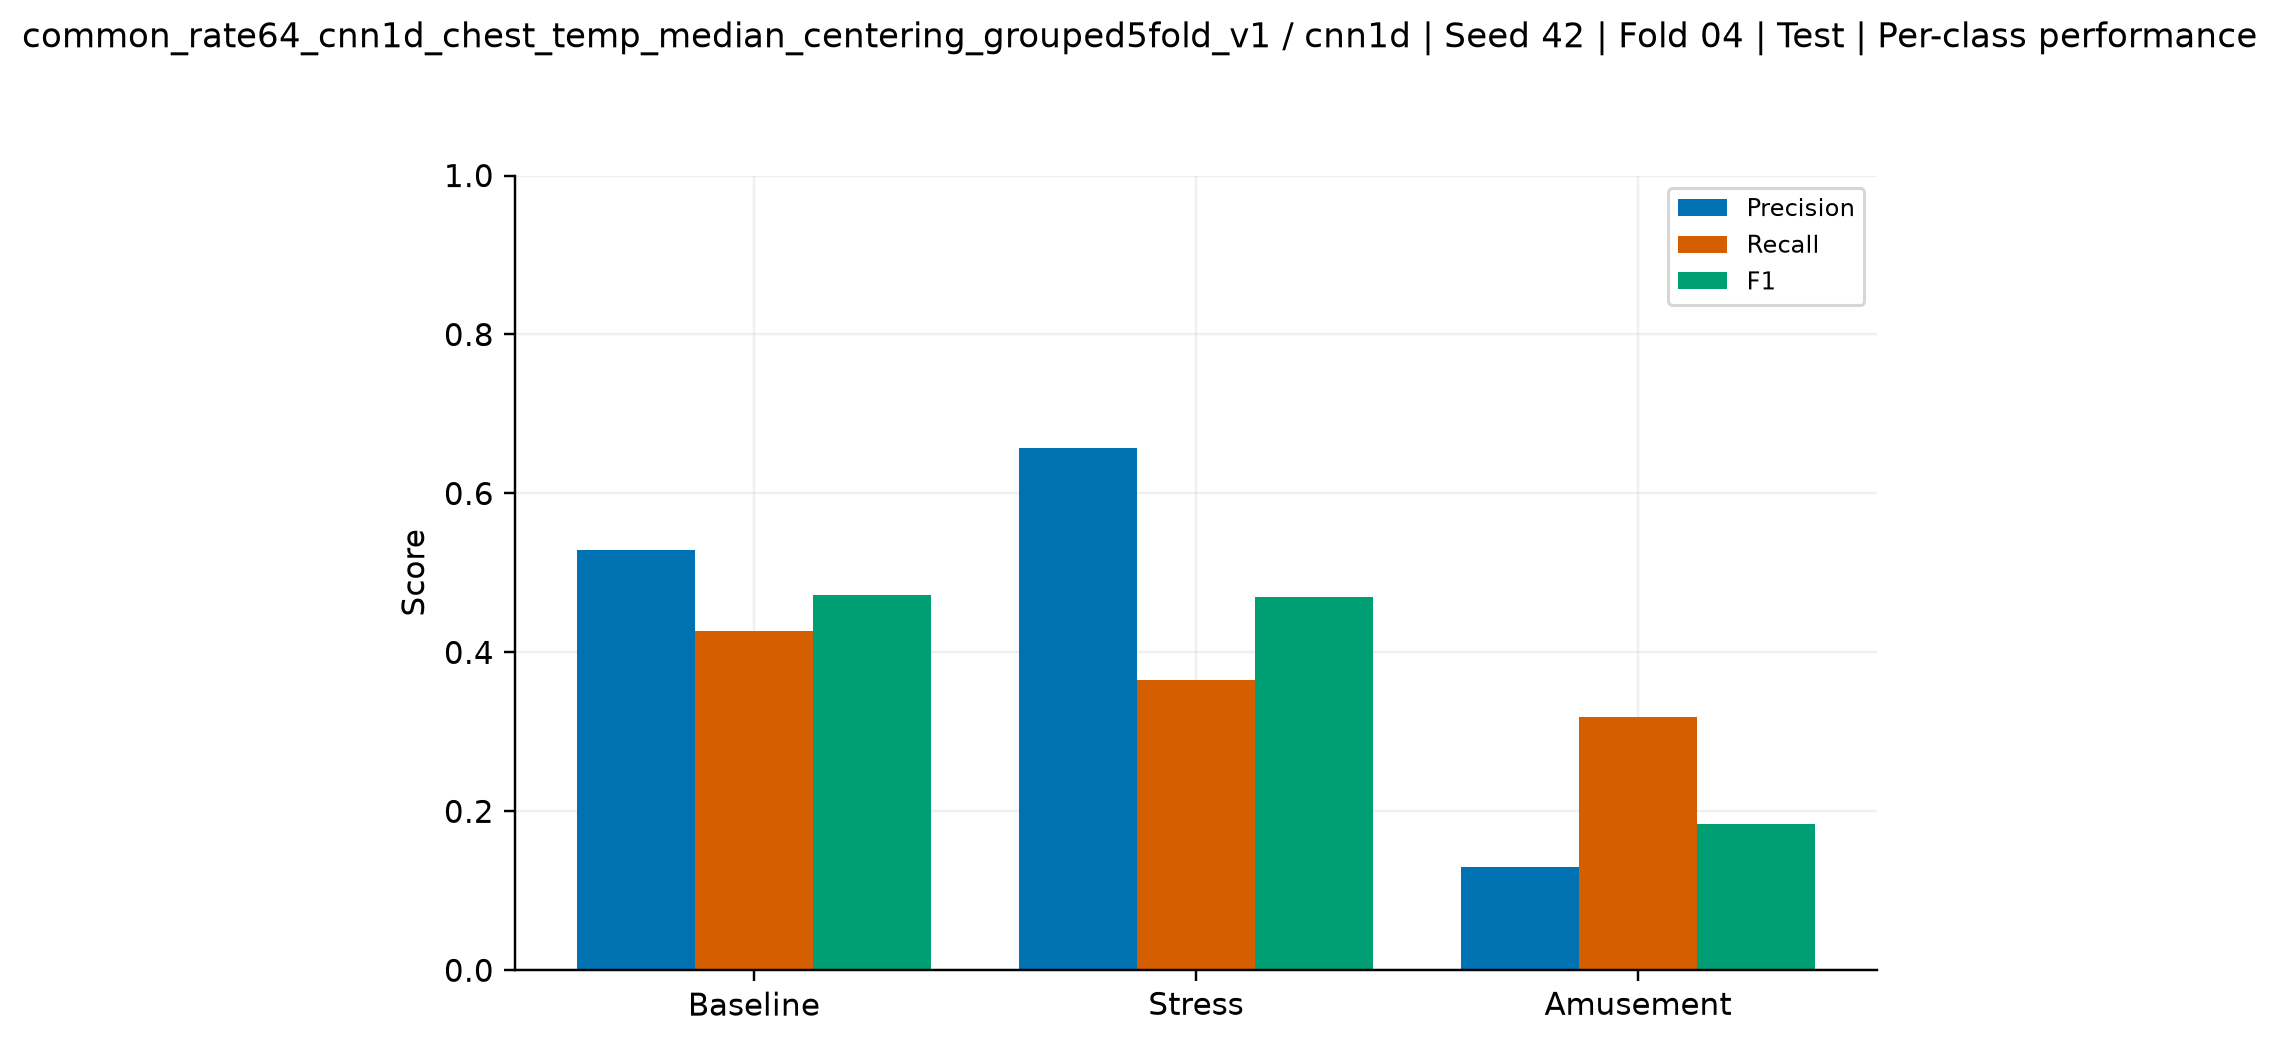 common_rate64_cnn1d_chest_temp_median_centering_grouped5fold_v1 / cnn1d | Seed 42 | Fold 04 | Test | Per-class performance
1.0
0.8
0.6
0.4
0.2
0.0
Score
Precision
Recall
F1
Baseline
Stress
Amusement